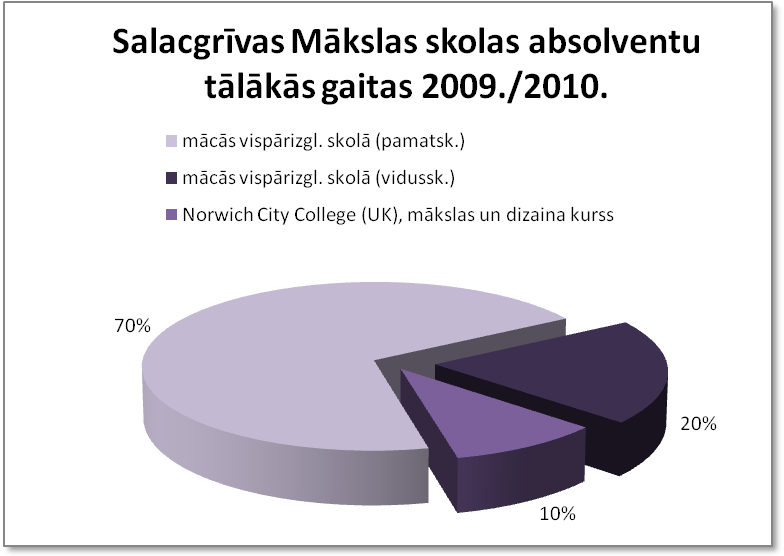 Salacgrīvas Mākslas skolas absolventu
tālākās gaitas 2009./2010.
mācās vispārizgl. skolā (pamatsk.)
mācās vispārizgl. skolā (vidussk.)
Norwich City College (UK), mākslas un dizaina kurss
70%
20%
10%